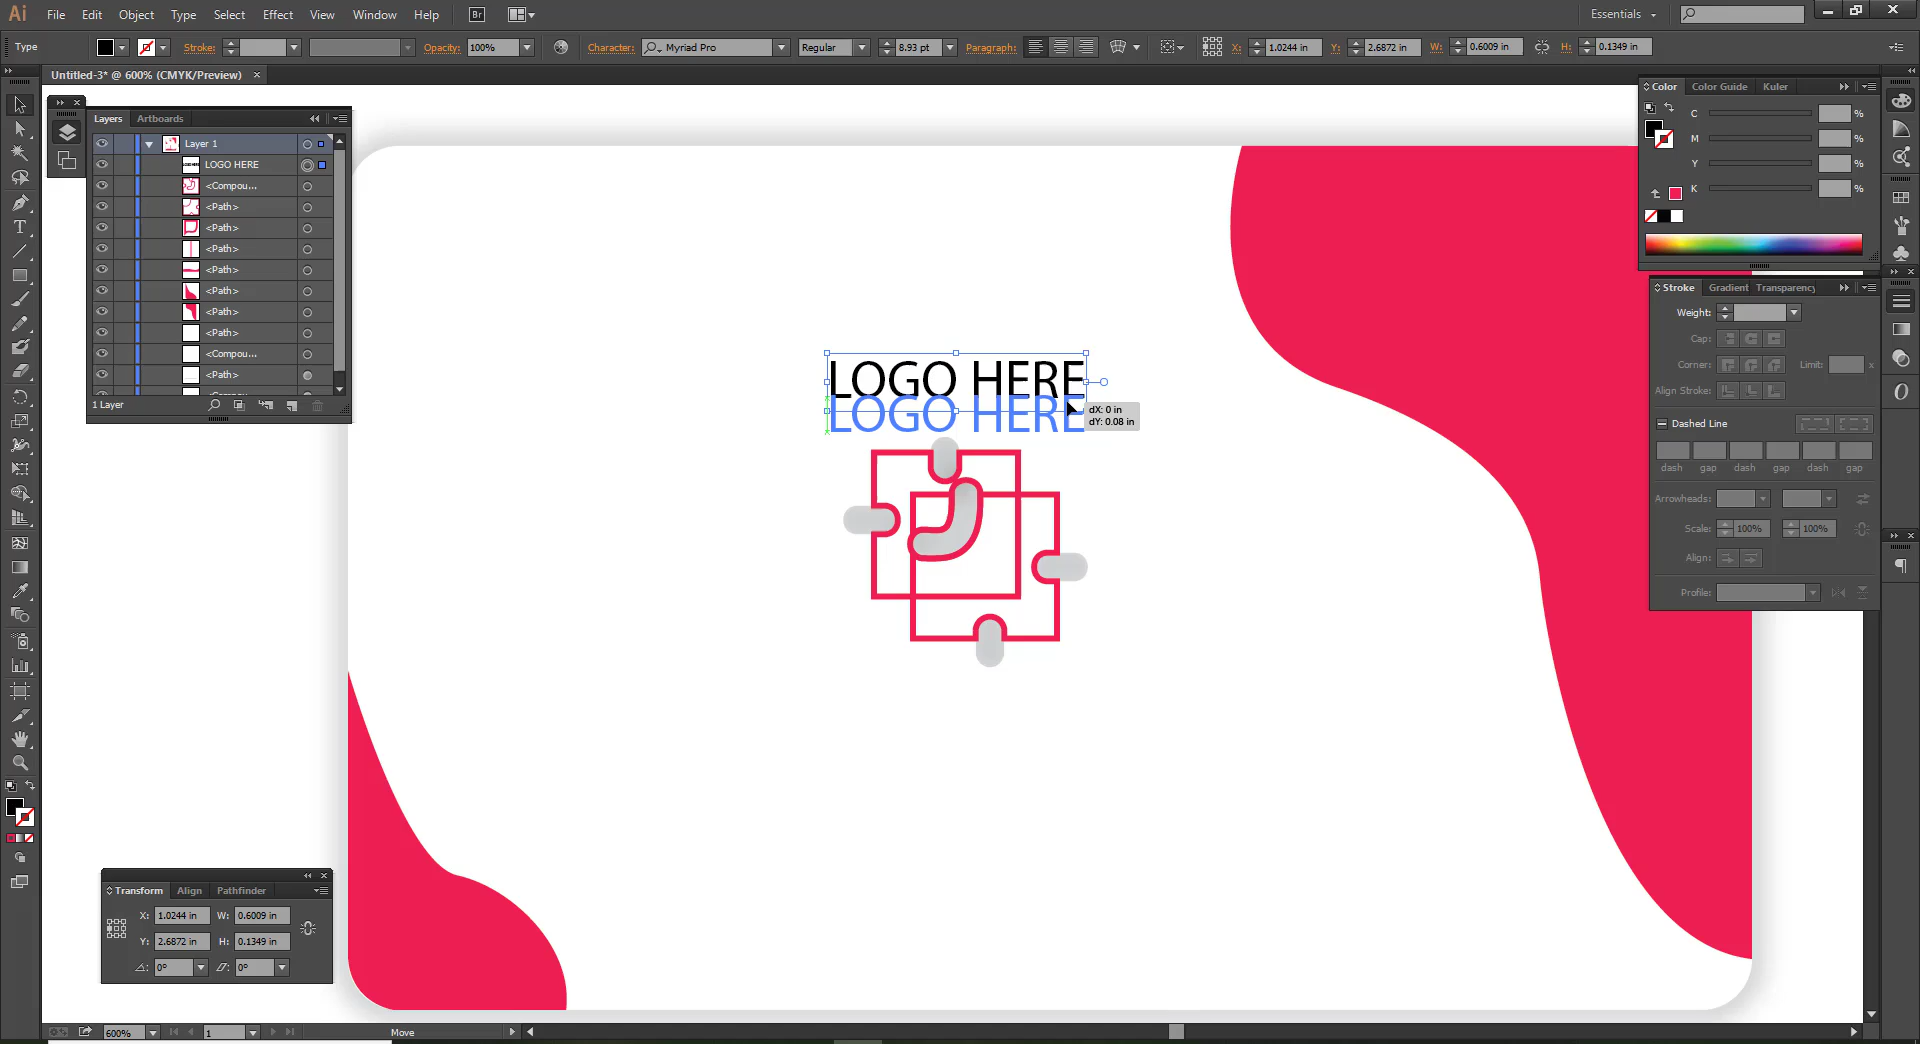 Ai File Edit Object Type Select Effect View Window Help Br Essentials
Type Stroke: Opacity: 100% Character: Myriad Pro Regular 8.93 pt Paragraph: X: 1.0244 in Y: 2.6872 in W: 0.6009 in H: 0.1349 in
Untitled-3* @ 600% (CMYK/Preview)
Layers Artboards
Layer 1
LOGO HERE
<Compou...
<Path>
<Path>
<Path>
<Path>
<Path>
<Path>
<Path>
<Compou...
<Path>
1 Layer
Color Color Guide Kuler
C %
M %
Y %
K %
Stroke Gradient Transparency
Weight:
Cap:
Corner: Limit: x
Align Stroke:
Dashed Line
dash gap dash gap dash gap
Arrowheads:
Scale: 100% 100%
Align:
Profile:
LOGO HERE
LOGO HERE
dX: 0 in
dY: 0.08 in
Transform Align Pathfinder
X: 1.0244 in W: 0.6009 in
Y: 2.6872 in H: 0.1349 in
0° 0°
600% 1 Move